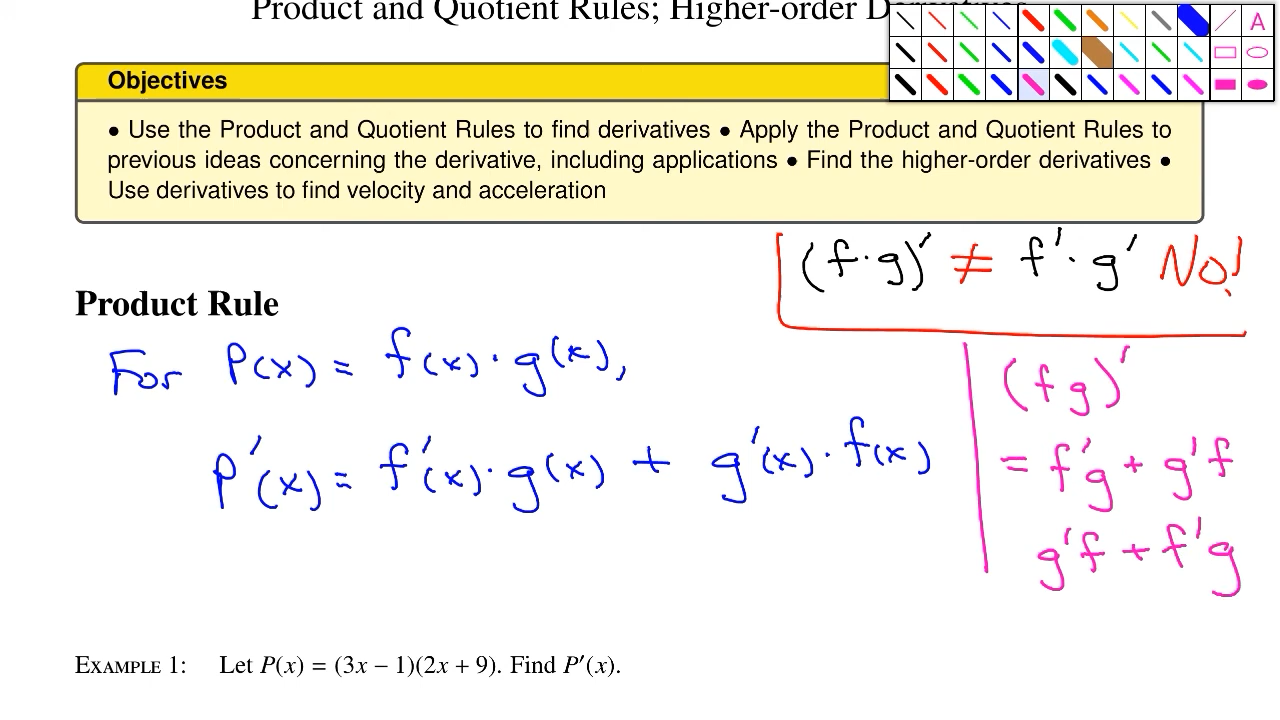 Product and Quotient Rules; Higher-order
A
Objectives
• Use the Product and Quotient Rules to find derivatives • Apply the Product and Quotient Rules to
previous ideas concerning the derivative, including applications • Find the higher-order derivatives •
Use derivatives to find velocity and acceleration
(f·g)' ≠ f'·g' No!
Product Rule
For P(x) = f(x)·g(x),
P'(x) = f'(x)·g(x) + g'(x)·f(x)
(fg)'
= f'g + g'f
g'f + f'g
EXAMPLE 1: Let P(x) = (3x − 1)(2x + 9). Find P′(x).